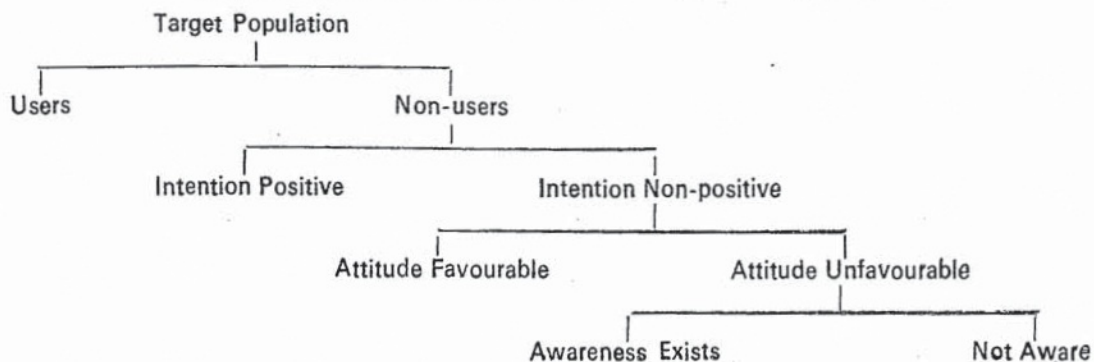 Target Population
Users Non-users
Intention Positive Intention Non-positive
Attitude Favourable Attitude Unfavourable
Awareness Exists Not Aware